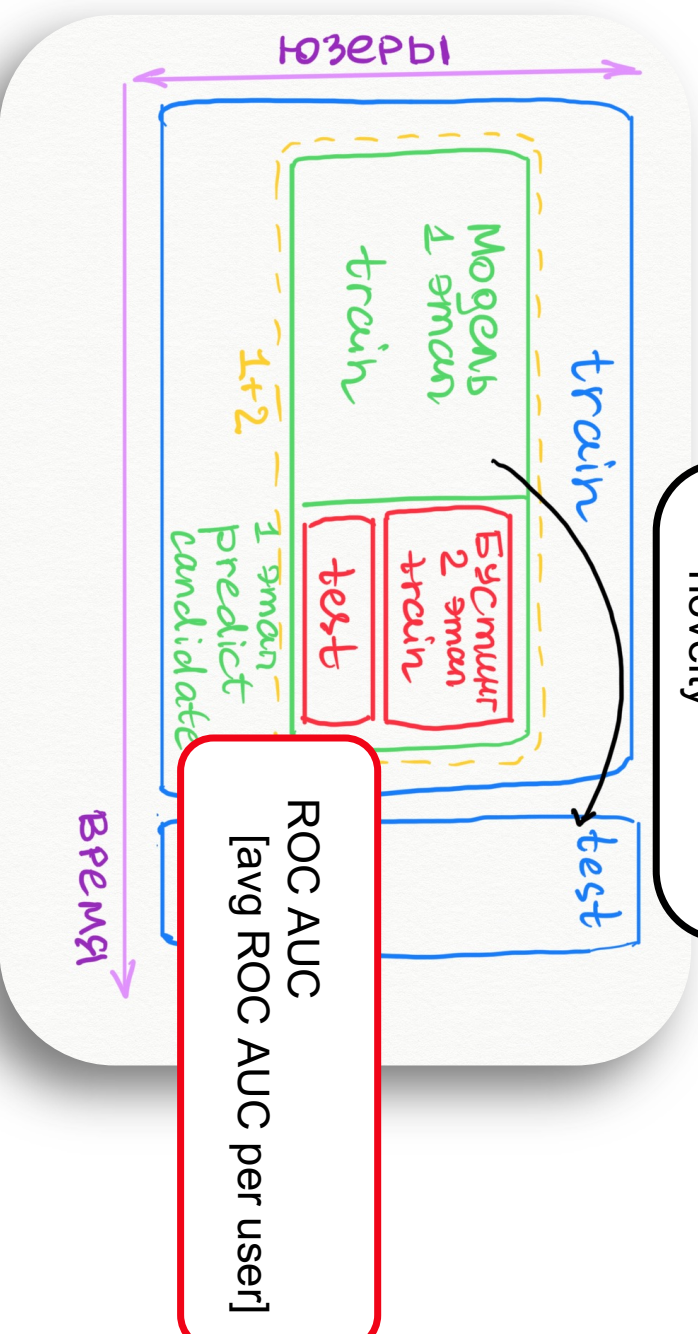 юзеры
train
Модель
1 этап
train
Бустинг
2 этап
train
test
1+2
1 этап
predict
candidate
test
время
novelty
ROC AUC
[avg ROC AUC per user]